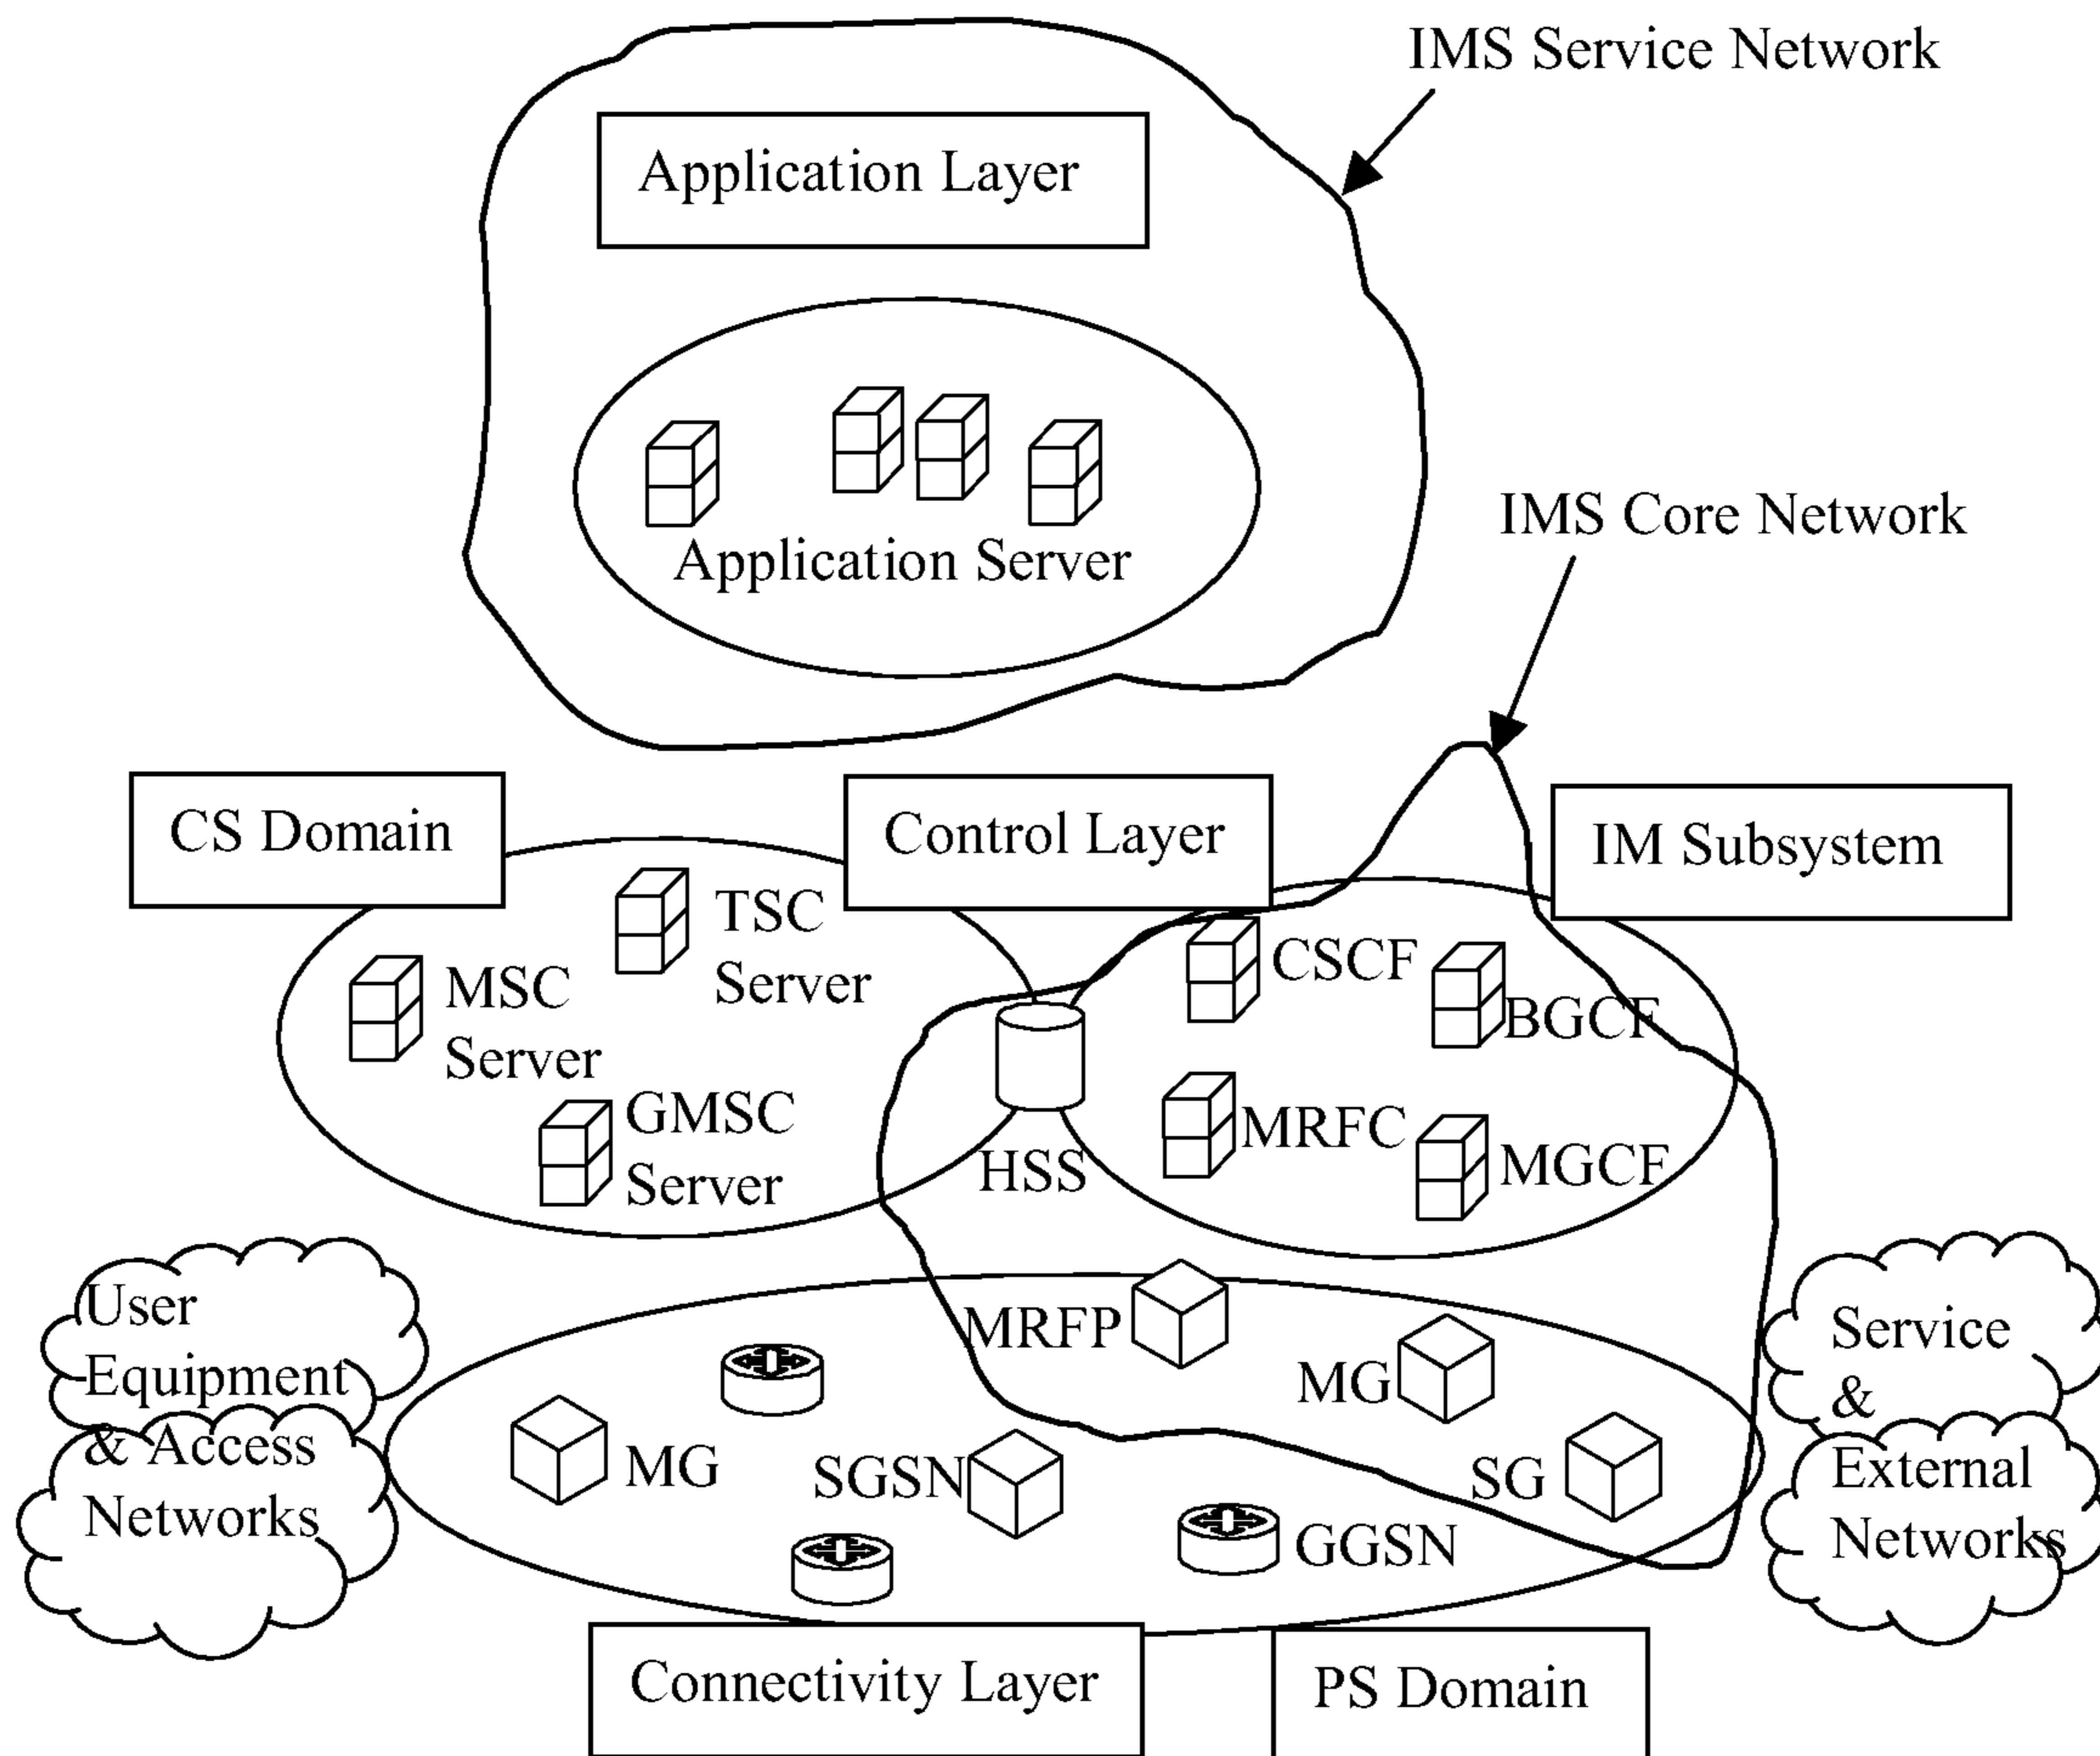 IMS Service Network
Application Layer
Application Server
IMS Core Network
CS Domain
Control Layer
IM Subsystem
TSC
Server
MSC
Server
GMSC
Server
HSS
CSCF
BGCF
MRFC
MGCF
User
Equipment
& Access
Networks
MRFP
MG
MG
SGSN
SG
GGSN
Service
&
External
Networks
Connectivity Layer
PS Domain